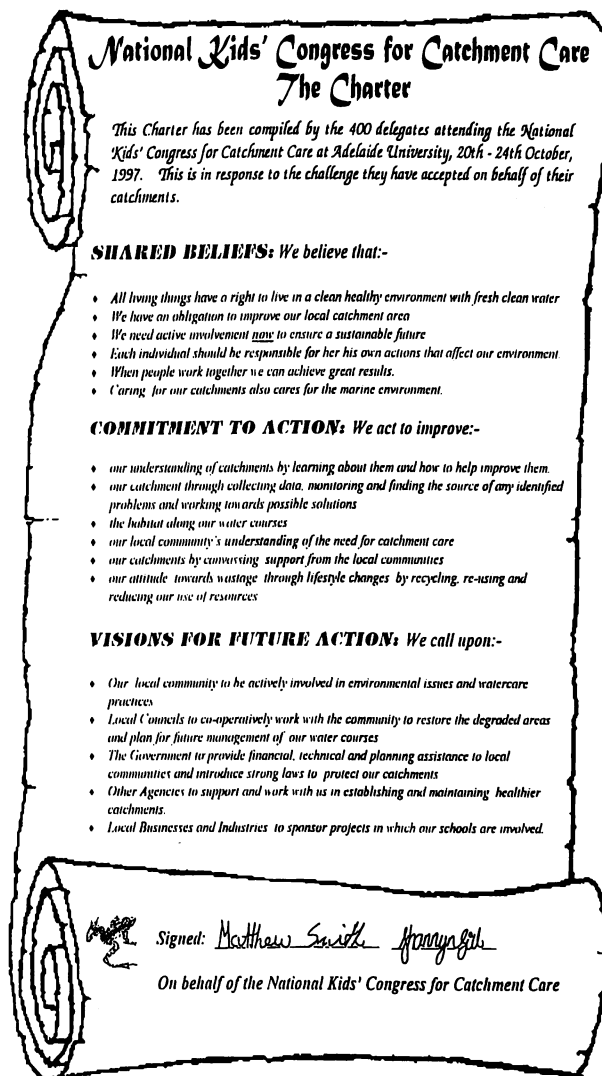 National Kids' Congress for Catchment Care
The Charter
This Charter has been compiled by the 400 delegates attending the National
Kids' Congress for Catchment Care at Adelaide University, 20th - 24th October,
1997. This is in response to the challenge they have accepted on behalf of their
catchments.
SHARED BELIEFS: We believe that:-
♦ All living things have a right to live in a clean healthy environment with fresh clean water
♦ We have an obligation to improve our local catchment area
♦ We need active involvement now to ensure a sustainable future
♦ Each individual should be responsible for her his own actions that affect our environment.
♦ When people work together we can achieve great results.
♦ Caring for our catchments also cares for the marine environment.
COMMITMENT TO ACTION: We act to improve:-
♦ our understanding of catchments by learning about them and how to help improve them.
♦ our catchment through collecting data, monitoring and finding the source of any identified
problems and working towards possible solutions
♦ the habitat along our water courses
♦ our local community's understanding of the need for catchment care
♦ our catchments by canvassing support from the local communities
♦ our attitude towards wastage through lifestyle changes by recycling, re-using and
reducing our use of resources
VISIONS FOR FUTURE ACTION: We call upon:-
♦ Our local community to be actively involved in environmental issues and watercare
practices
♦ Local Councils to co-operatively work with the community to restore the degraded areas
and plan for future management of our water courses
♦ The Government to provide financial, technical and planning assistance to local
communities and introduce strong laws to protect our catchments
♦ Other Agencies to support and work with us in establishing and maintaining healthier
catchments.
♦ Local Businesses and Industries to sponsor projects in which our schools are involved.
Signed: Matthew Smith
On behalf of the National Kids' Congress for Catchment Care